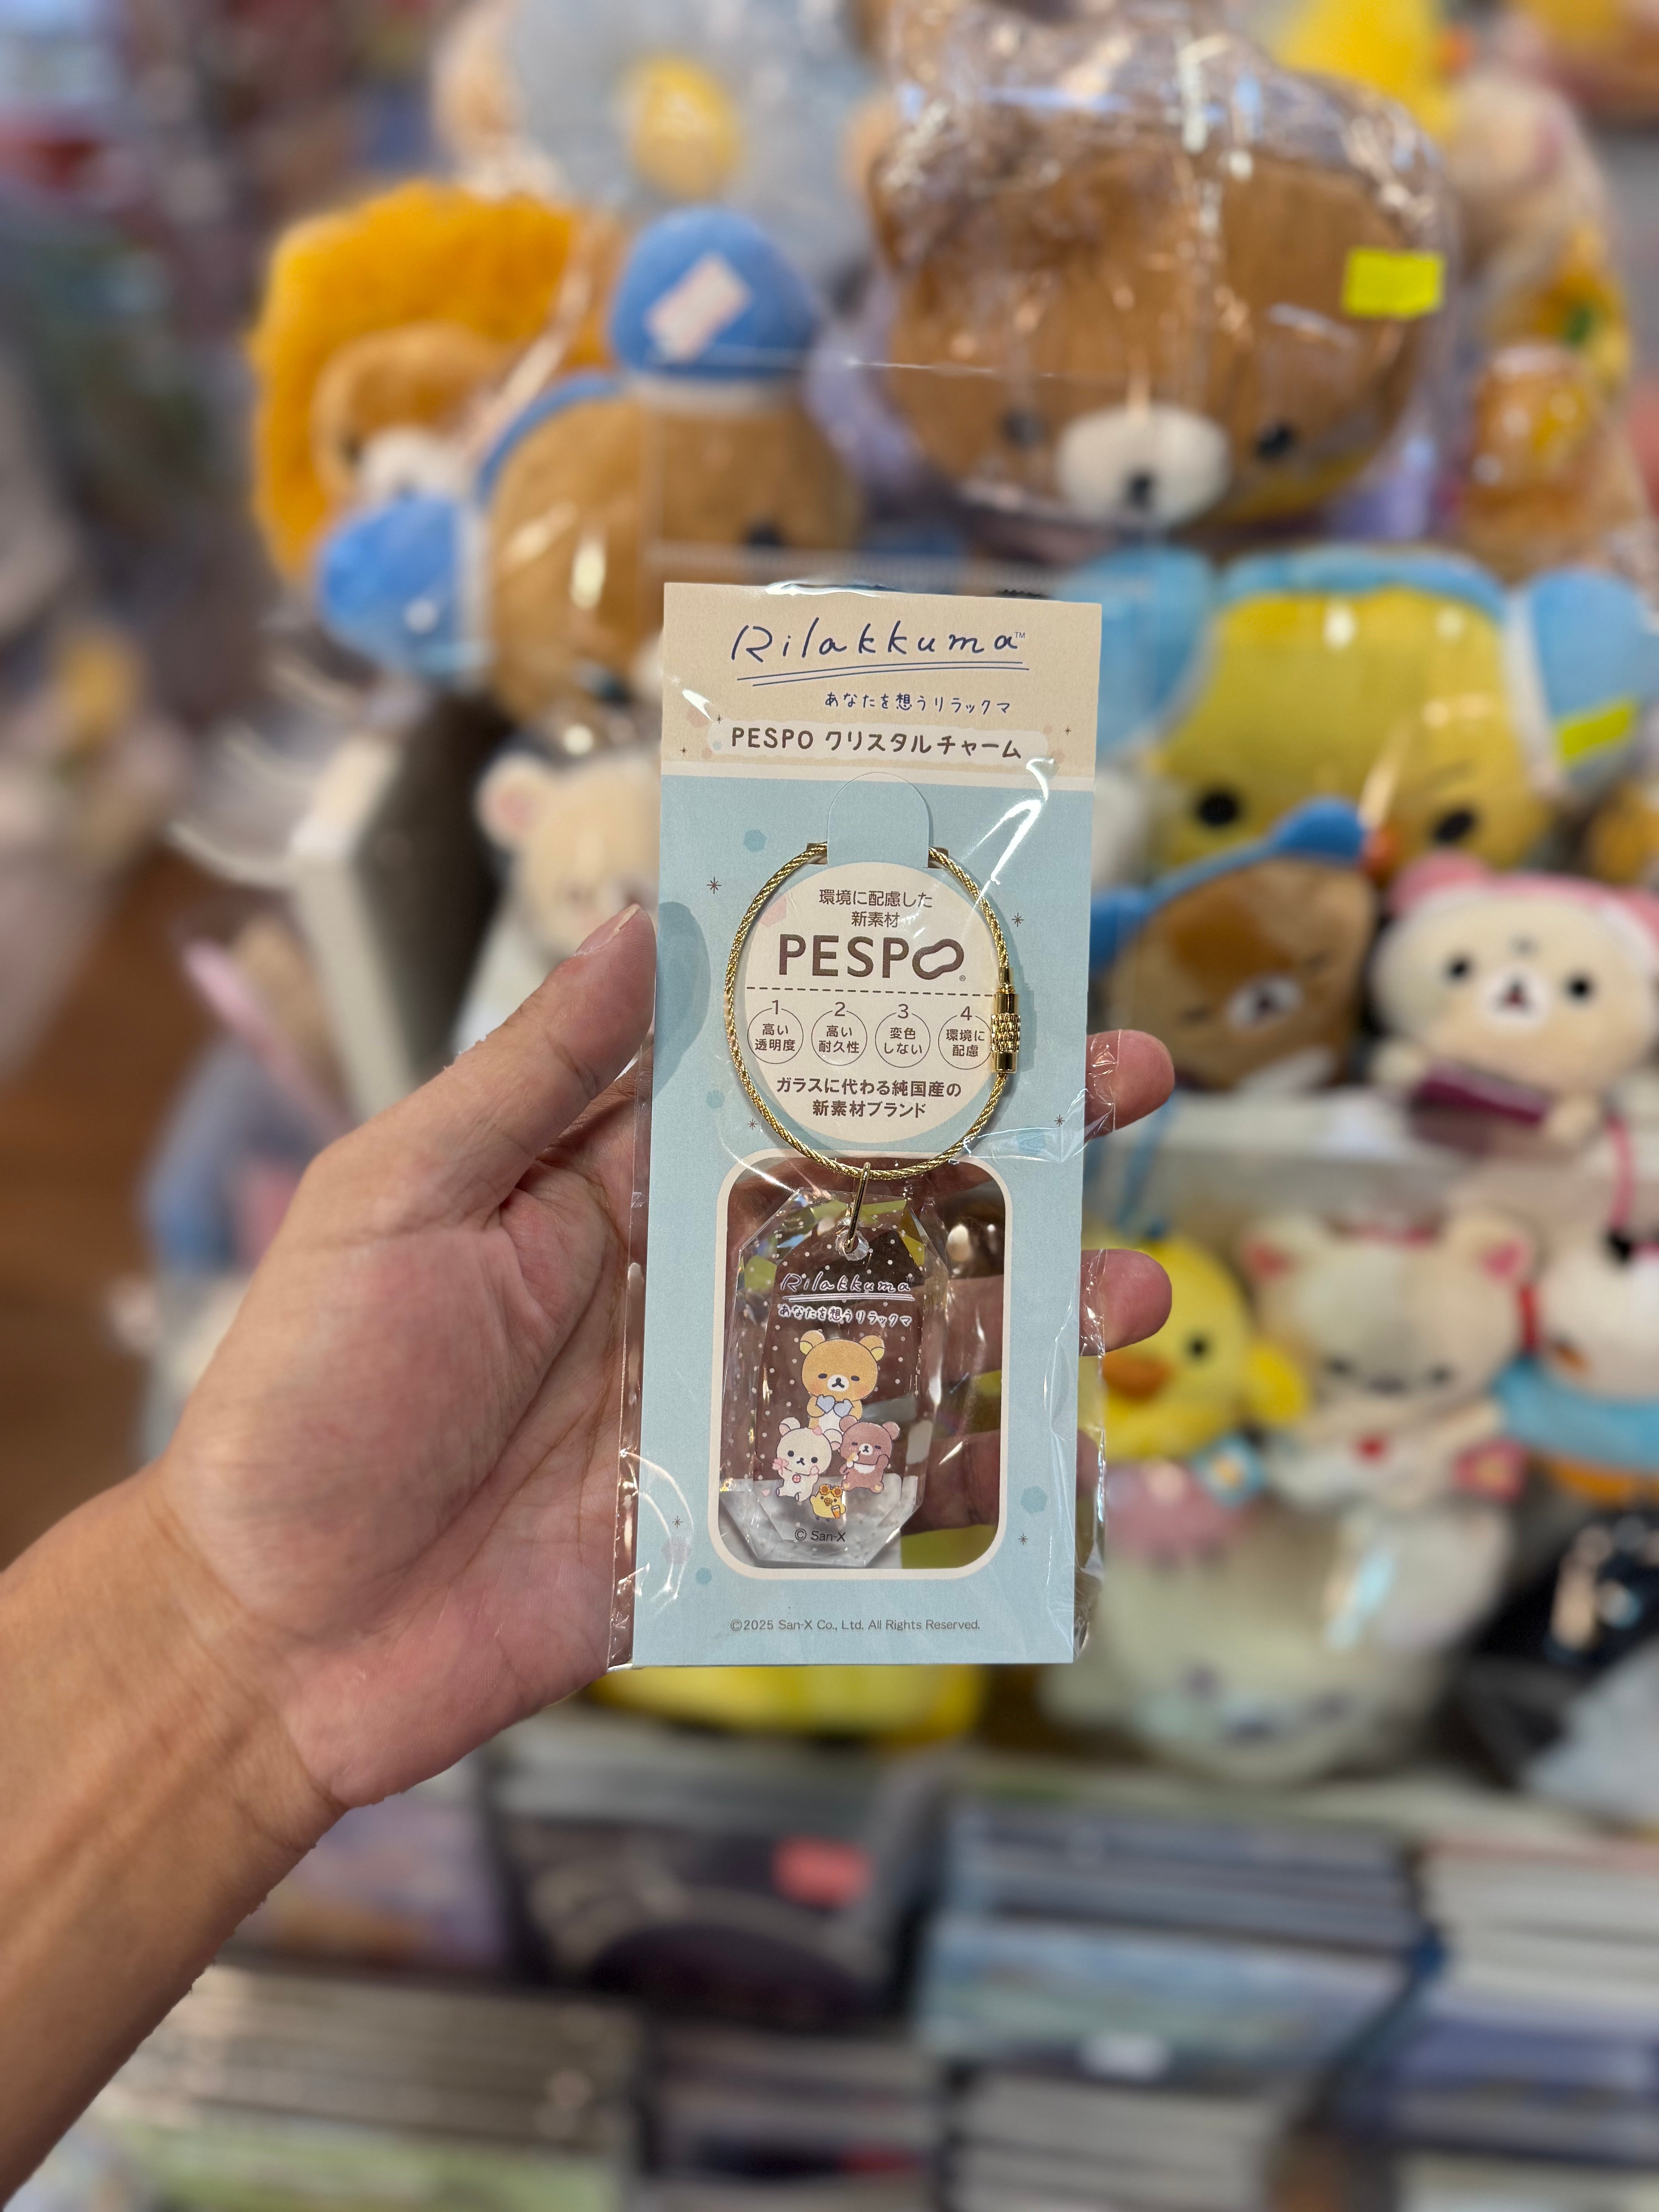 Rilakkuma™
あなたを想うリラックマ
PESPO クリスタルチャーム
環境に配慮した
新素材
PESPO®
1 2 3 4
高い 高い 変色 環境に
透明度 耐久性 しない 配慮
ガラスに代わる純国産の
新素材ブランド
Rilakkuma
あなたを想うリラックマ
© San-X
©2025 San-X Co., Ltd. All Rights Reserved.